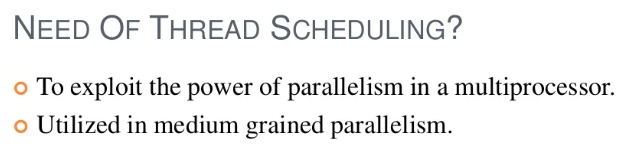 NEED OF THREAD SCHEDULING?
To exploit the power of parallelism in a multiprocessor.
Utilized in medium grained parallelism.